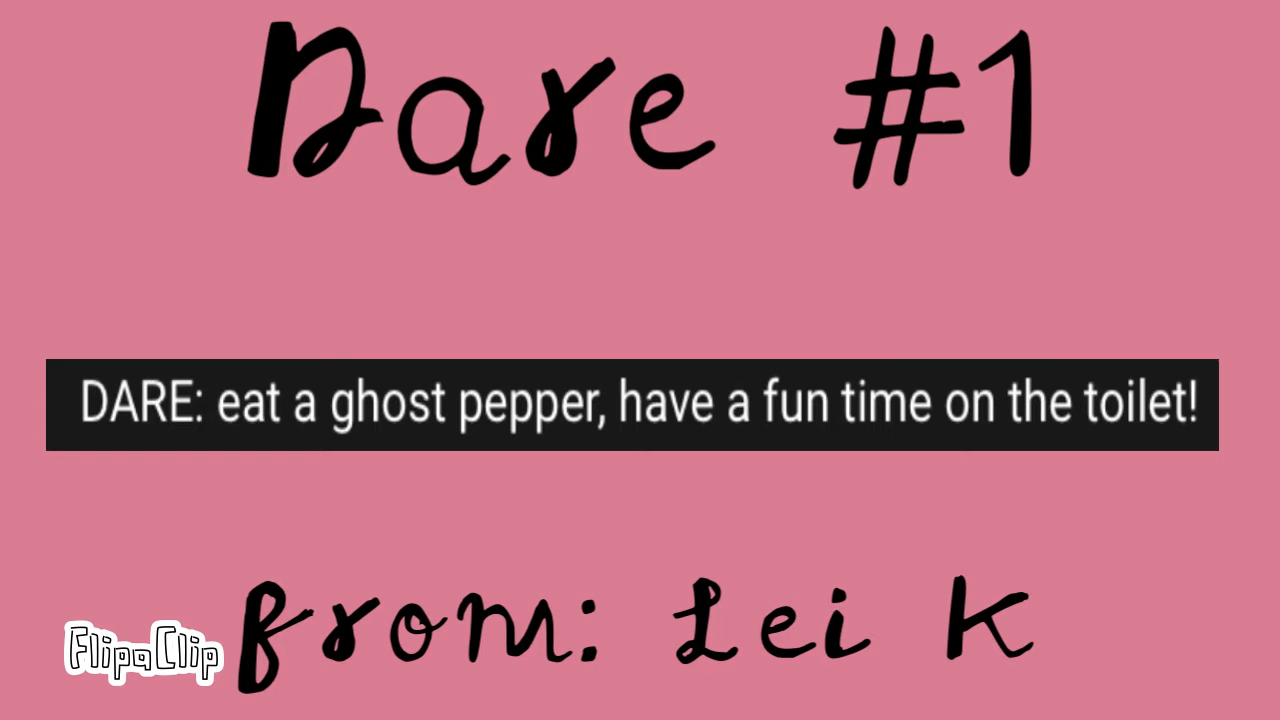 Dare #1
DARE: eat a ghost pepper, have a fun time on the toilet!
from: Lei K
FlipaClip